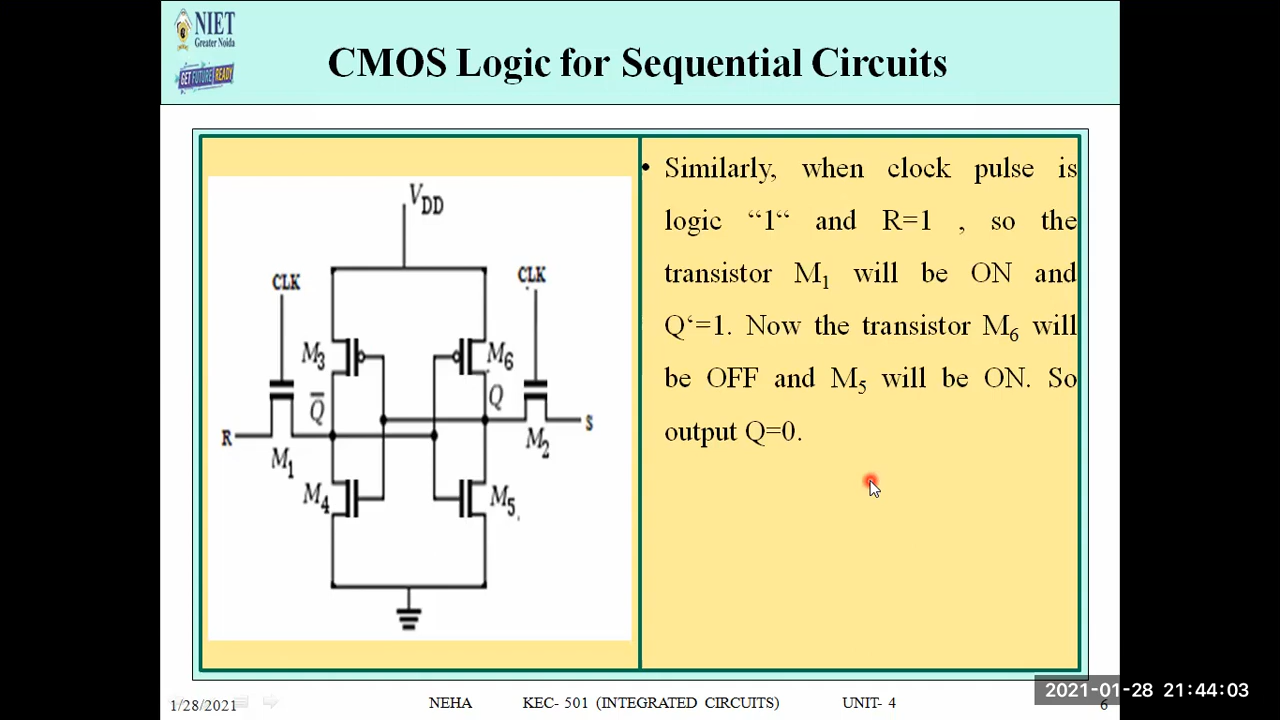 NIET
Greater Noida
GET FUTURE READY
CMOS Logic for Sequential Circuits
V_DD
CLK
CLK
M3
M6
Q̅
Q
R
S
M1
M2
M4
M5
• Similarly, when clock pulse is
logic “1“ and R=1 , so the
transistor M1 will be ON and
Q‘=1. Now the transistor M6 will
be OFF and M5 will be ON. So
output Q=0.
1/28/2021
NEHA
KEC- 501 (INTEGRATED CIRCUITS)
UNIT- 4
6
2021-01-28 21:44:03